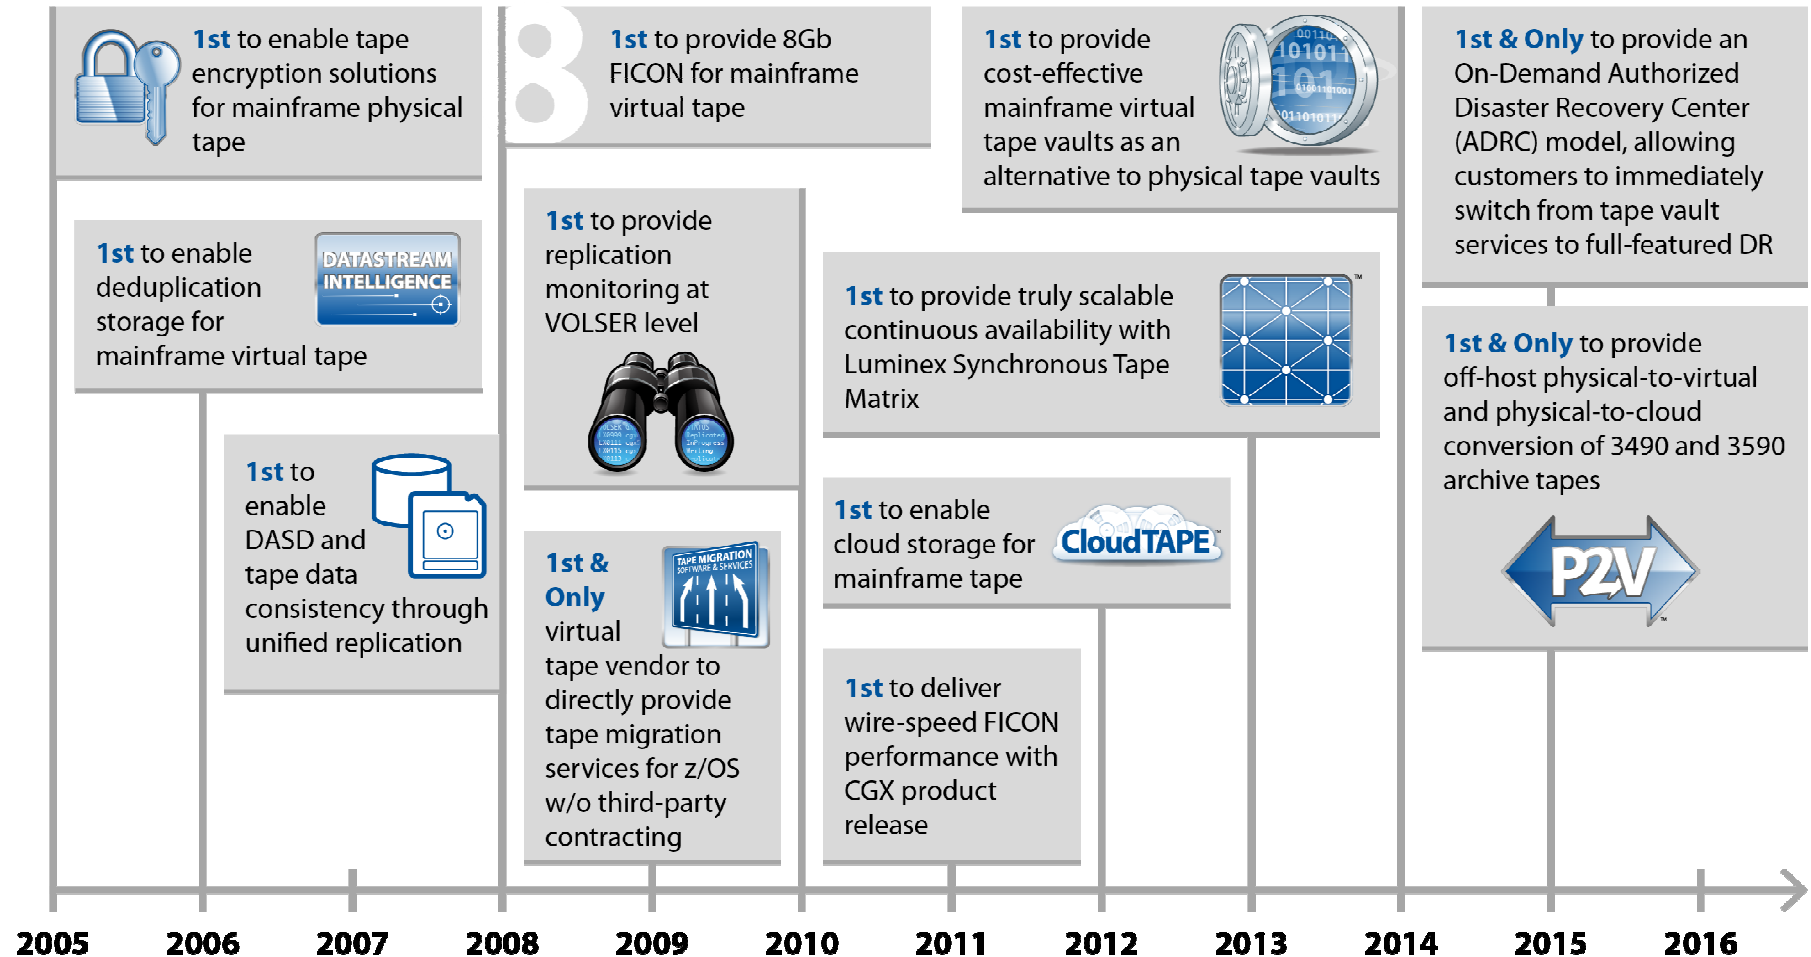 1st to enable tape
encryption solutions
for mainframe physical
tape
1st to enable
deduplication
storage for
mainframe virtual tape
DATASTREAM
INTELLIGENCE
1st to
enable
DASD and
tape data
consistency through
unified replication
8
1st to provide 8Gb
FICON for mainframe
virtual tape
1st to provide
replication
monitoring at
VOLSER level
1st &
Only
virtual
tape vendor to
directly provide
tape migration
services for z/OS
w/o third-party
contracting
TAPE MIGRATION
SOFTWARE & SERVICES
1st to provide
cost-effective
mainframe virtual
tape vaults as an
alternative to physical tape vaults
1st to provide truly scalable
continuous availability with
Luminex Synchronous Tape
Matrix
™
1st to enable
cloud storage for
mainframe tape
CloudTAPE™
1st to deliver
wire-speed FICON
performance with
CGX product
release
1st & Only to provide an
On-Demand Authorized
Disaster Recovery Center
(ADRC) model, allowing
customers to immediately
switch from tape vault
services to full-featured DR
1st & Only to provide
off-host physical-to-virtual
and physical-to-cloud
conversion of 3490 and 3590
archive tapes
P2V™
2005 2006 2007 2008 2009 2010 2011 2012 2013 2014 2015 2016